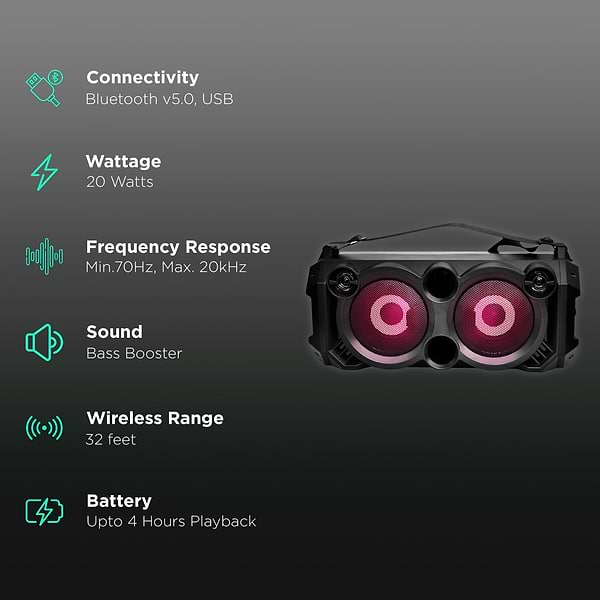 Connectivity
Bluetooth v5.0, USB
Wattage
20 Watts
Frequency Response
Min.70Hz, Max. 20kHz
Sound
Bass Booster
Wireless Range
32 feet
Battery
Upto 4 Hours Playback